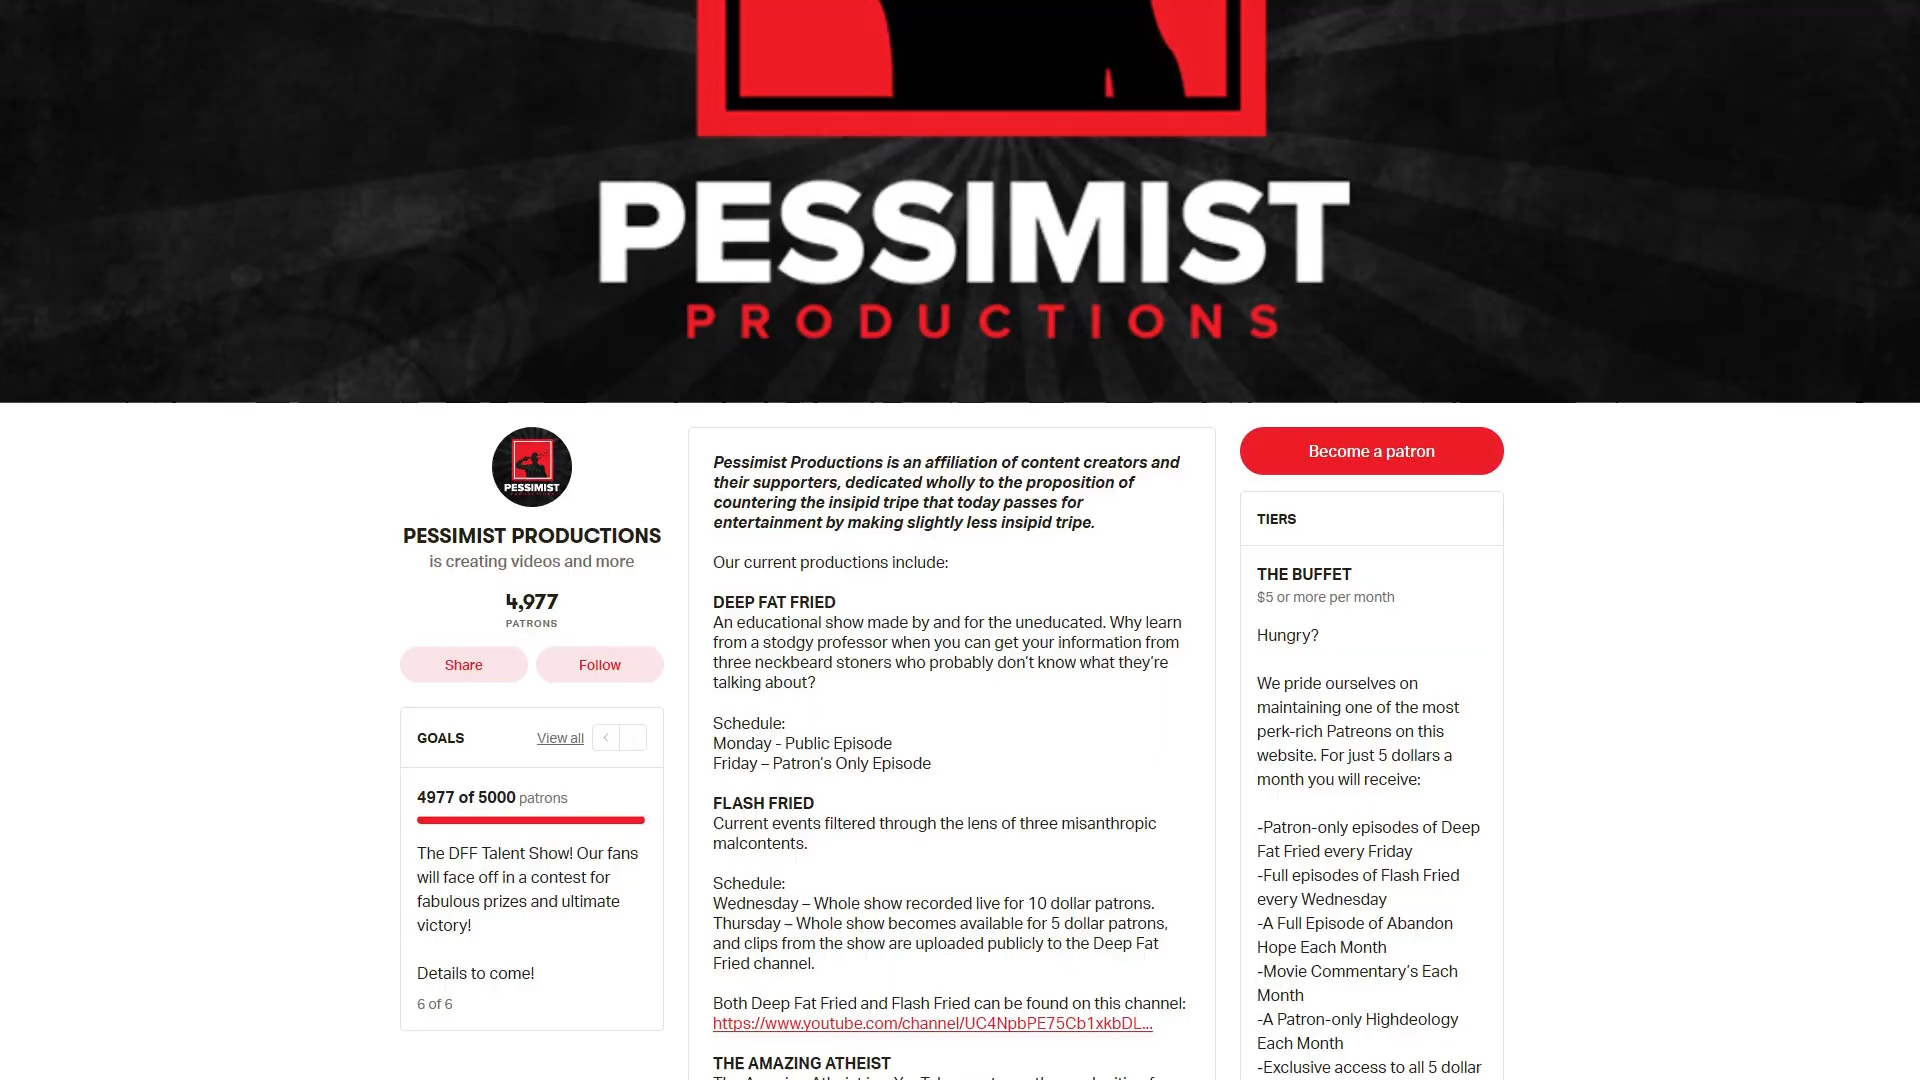 PESSIMIST
PRODUCTIONS
PESSIMIST
PESSIMIST PRODUCTIONS
is creating videos and more
4,977
PATRONS
Share
Follow
GOALS
View all
4977 of 5000 patrons
The DFF Talent Show! Our fans
will face off in a contest for
fabulous prizes and ultimate
victory!
Details to come!
6 of 6
Pessimist Productions is an affiliation of content creators and
their supporters, dedicated wholly to the proposition of
countering the insipid tripe that today passes for
entertainment by making slightly less insipid tripe.
Our current productions include:
DEEP FAT FRIED
An educational show made by and for the uneducated. Why learn
from a stodgy professor when you can get your information from
three neckbeard stoners who probably don't know what they're
talking about?
Schedule:
Monday - Public Episode
Friday – Patron's Only Episode
FLASH FRIED
Current events filtered through the lens of three misanthropic
malcontents.
Schedule:
Wednesday – Whole show recorded live for 10 dollar patrons.
Thursday – Whole show becomes available for 5 dollar patrons,
and clips from the show are uploaded publicly to the Deep Fat
Fried channel.
Both Deep Fat Fried and Flash Fried can be found on this channel:
https://www.youtube.com/channel/UC4NpbPE75Cb1xkbDL...
THE AMAZING ATHEIST
Become a patron
TIERS
THE BUFFET
$5 or more per month
Hungry?
We pride ourselves on
maintaining one of the most
perk-rich Patreons on this
website. For just 5 dollars a
month you will receive:
-Patron-only episodes of Deep
Fat Fried every Friday
-Full episodes of Flash Fried
every Wednesday
-A Full Episode of Abandon
Hope Each Month
-Movie Commentary's Each
Month
-A Patron-only Highdeology
Each Month
-Exclusive access to all 5 dollar